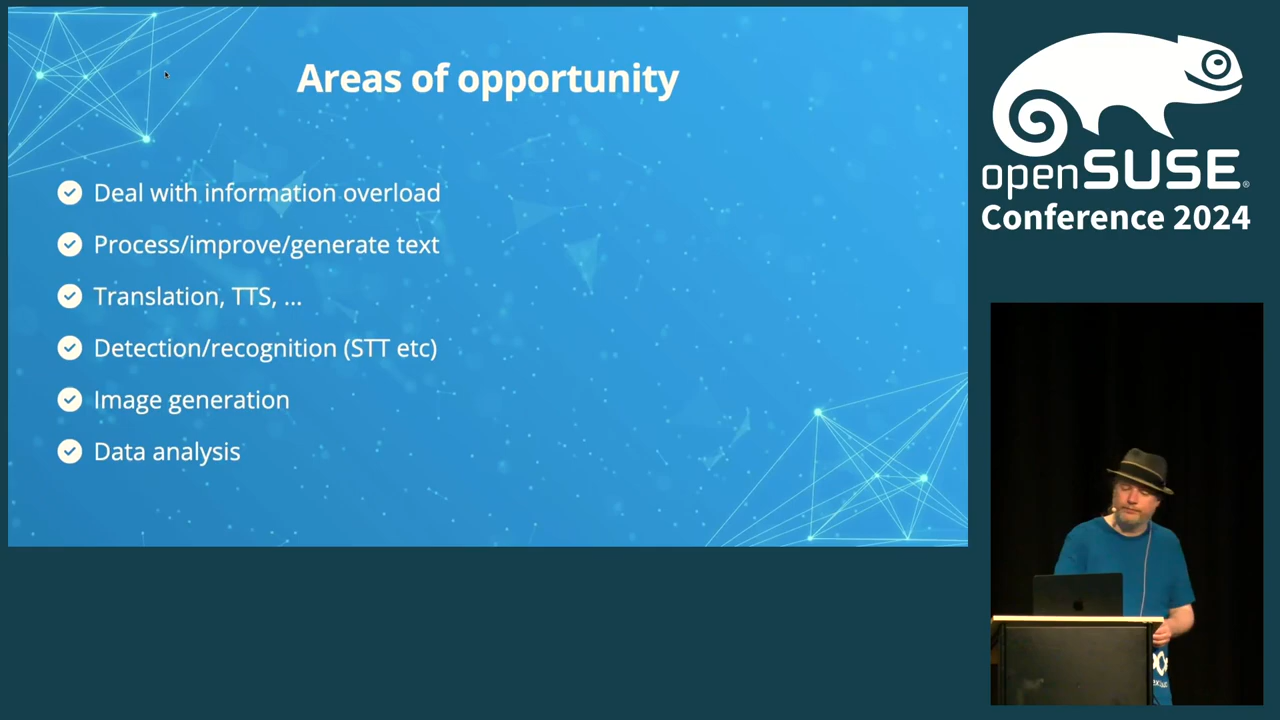 Areas of opportunity
Deal with information overload
Process/improve/generate text
Translation, TTS, ...
Detection/recognition (STT etc)
Image generation
Data analysis
openSUSE®
Conference 2024